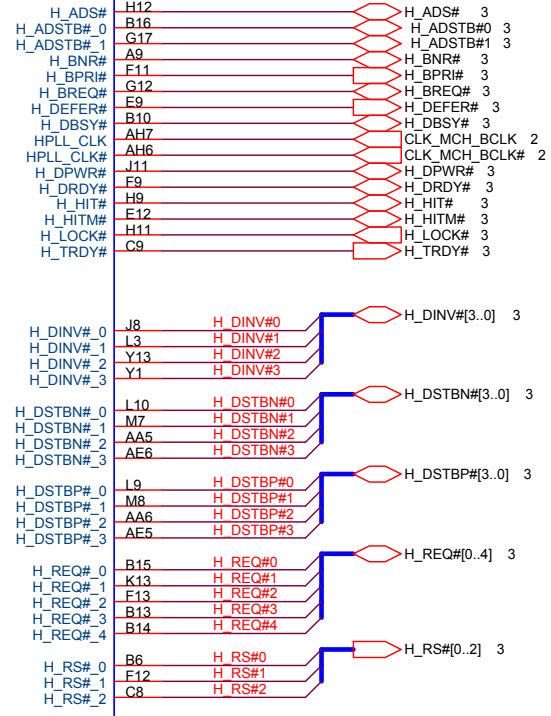 H_ADS# H12 H_ADS# 3
H_ADSTB#_0 B16 H_ADSTB#0 3
H_ADSTB#_1 G17 H_ADSTB#1 3
H_BNR# A9 H_BNR# 3
H_BPRI# F11 H_BPRI# 3
H_BREQ# G12 H_BREQ# 3
H_DEFER# E9 H_DEFER# 3
H_DBSY# B10 H_DBSY# 3
HPLL_CLK AH7 CLK_MCH_BCLK 2
HPLL_CLK# AH6 CLK_MCH_BCLK# 2
H_DPWR# J11 H_DPWR# 3
H_DRDY# F9 H_DRDY# 3
H_HIT# H9 H_HIT# 3
H_HITM# E12 H_HITM# 3
H_LOCK# H11 H_LOCK# 3
H_TRDY# C9 H_TRDY# 3
H_DINV#[3..0] 3
H_DINV#_0 J8 H_DINV#0
H_DINV#_1 L3 H_DINV#1
H_DINV#_2 Y13 H_DINV#2
H_DINV#_3 Y1 H_DINV#3
H_DSTBN#[3..0] 3
H_DSTBN#_0 L10 H_DSTBN#0
H_DSTBN#_1 M7 H_DSTBN#1
H_DSTBN#_2 AA5 H_DSTBN#2
H_DSTBN#_3 AE6 H_DSTBN#3
H_DSTBP#[3..0] 3
H_DSTBP#_0 L9 H_DSTBP#0
H_DSTBP#_1 M8 H_DSTBP#1
H_DSTBP#_2 AA6 H_DSTBP#2
H_DSTBP#_3 AE5 H_DSTBP#3
H_REQ#[0..4] 3
H_REQ#_0 B15 H_REQ#0
H_REQ#_1 K13 H_REQ#1
H_REQ#_2 F13 H_REQ#2
H_REQ#_3 B13 H_REQ#3
H_REQ#_4 B14 H_REQ#4
H_RS#[0..2] 3
H_RS#_0 B6 H_RS#0
H_RS#_1 F12 H_RS#1
H_RS#_2 C8 H_RS#2